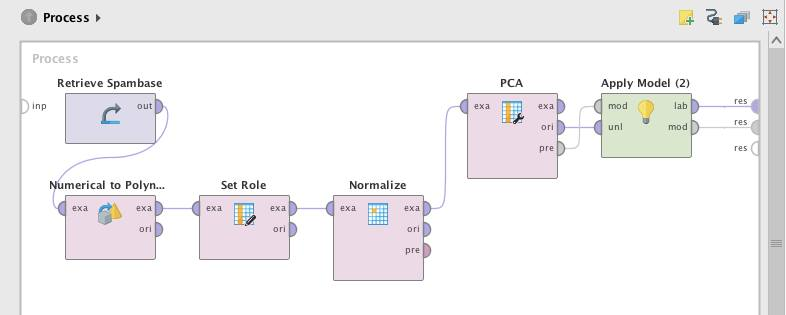 Process
Process
Retrieve Spambase
inp
out
PCA
exa
exa
ori
pre
Apply Model (2)
mod
lab
unl
mod
res
res
res
Numerical to Polyn...
exa
exa
ori
Set Role
exa
exa
ori
Normalize
exa
exa
ori
pre